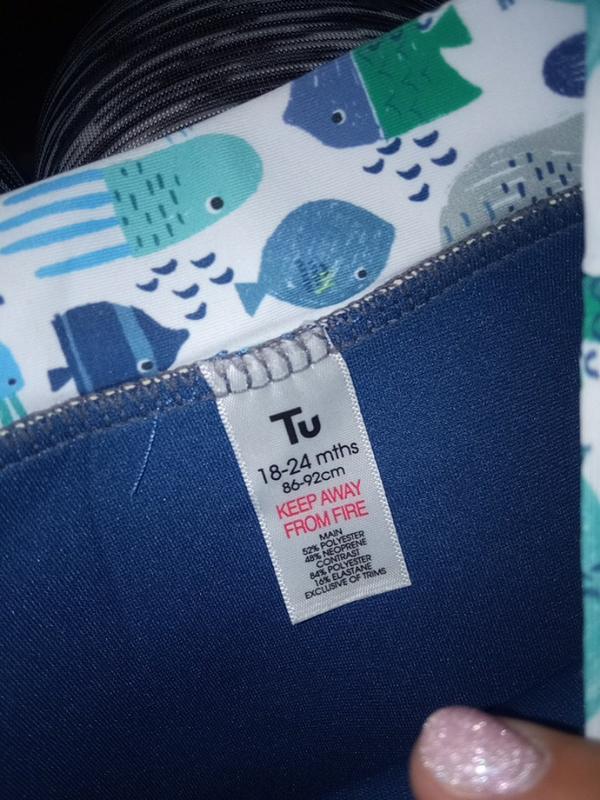 Tu
18-24 mths
86-92cm
KEEP AWAY
FROM FIRE
MAIN
52% POLYESTER
48% NEOPRENE
CONTRAST
84% POLYESTER
16% ELASTANE
EXCLUSIVE OF TRIMS